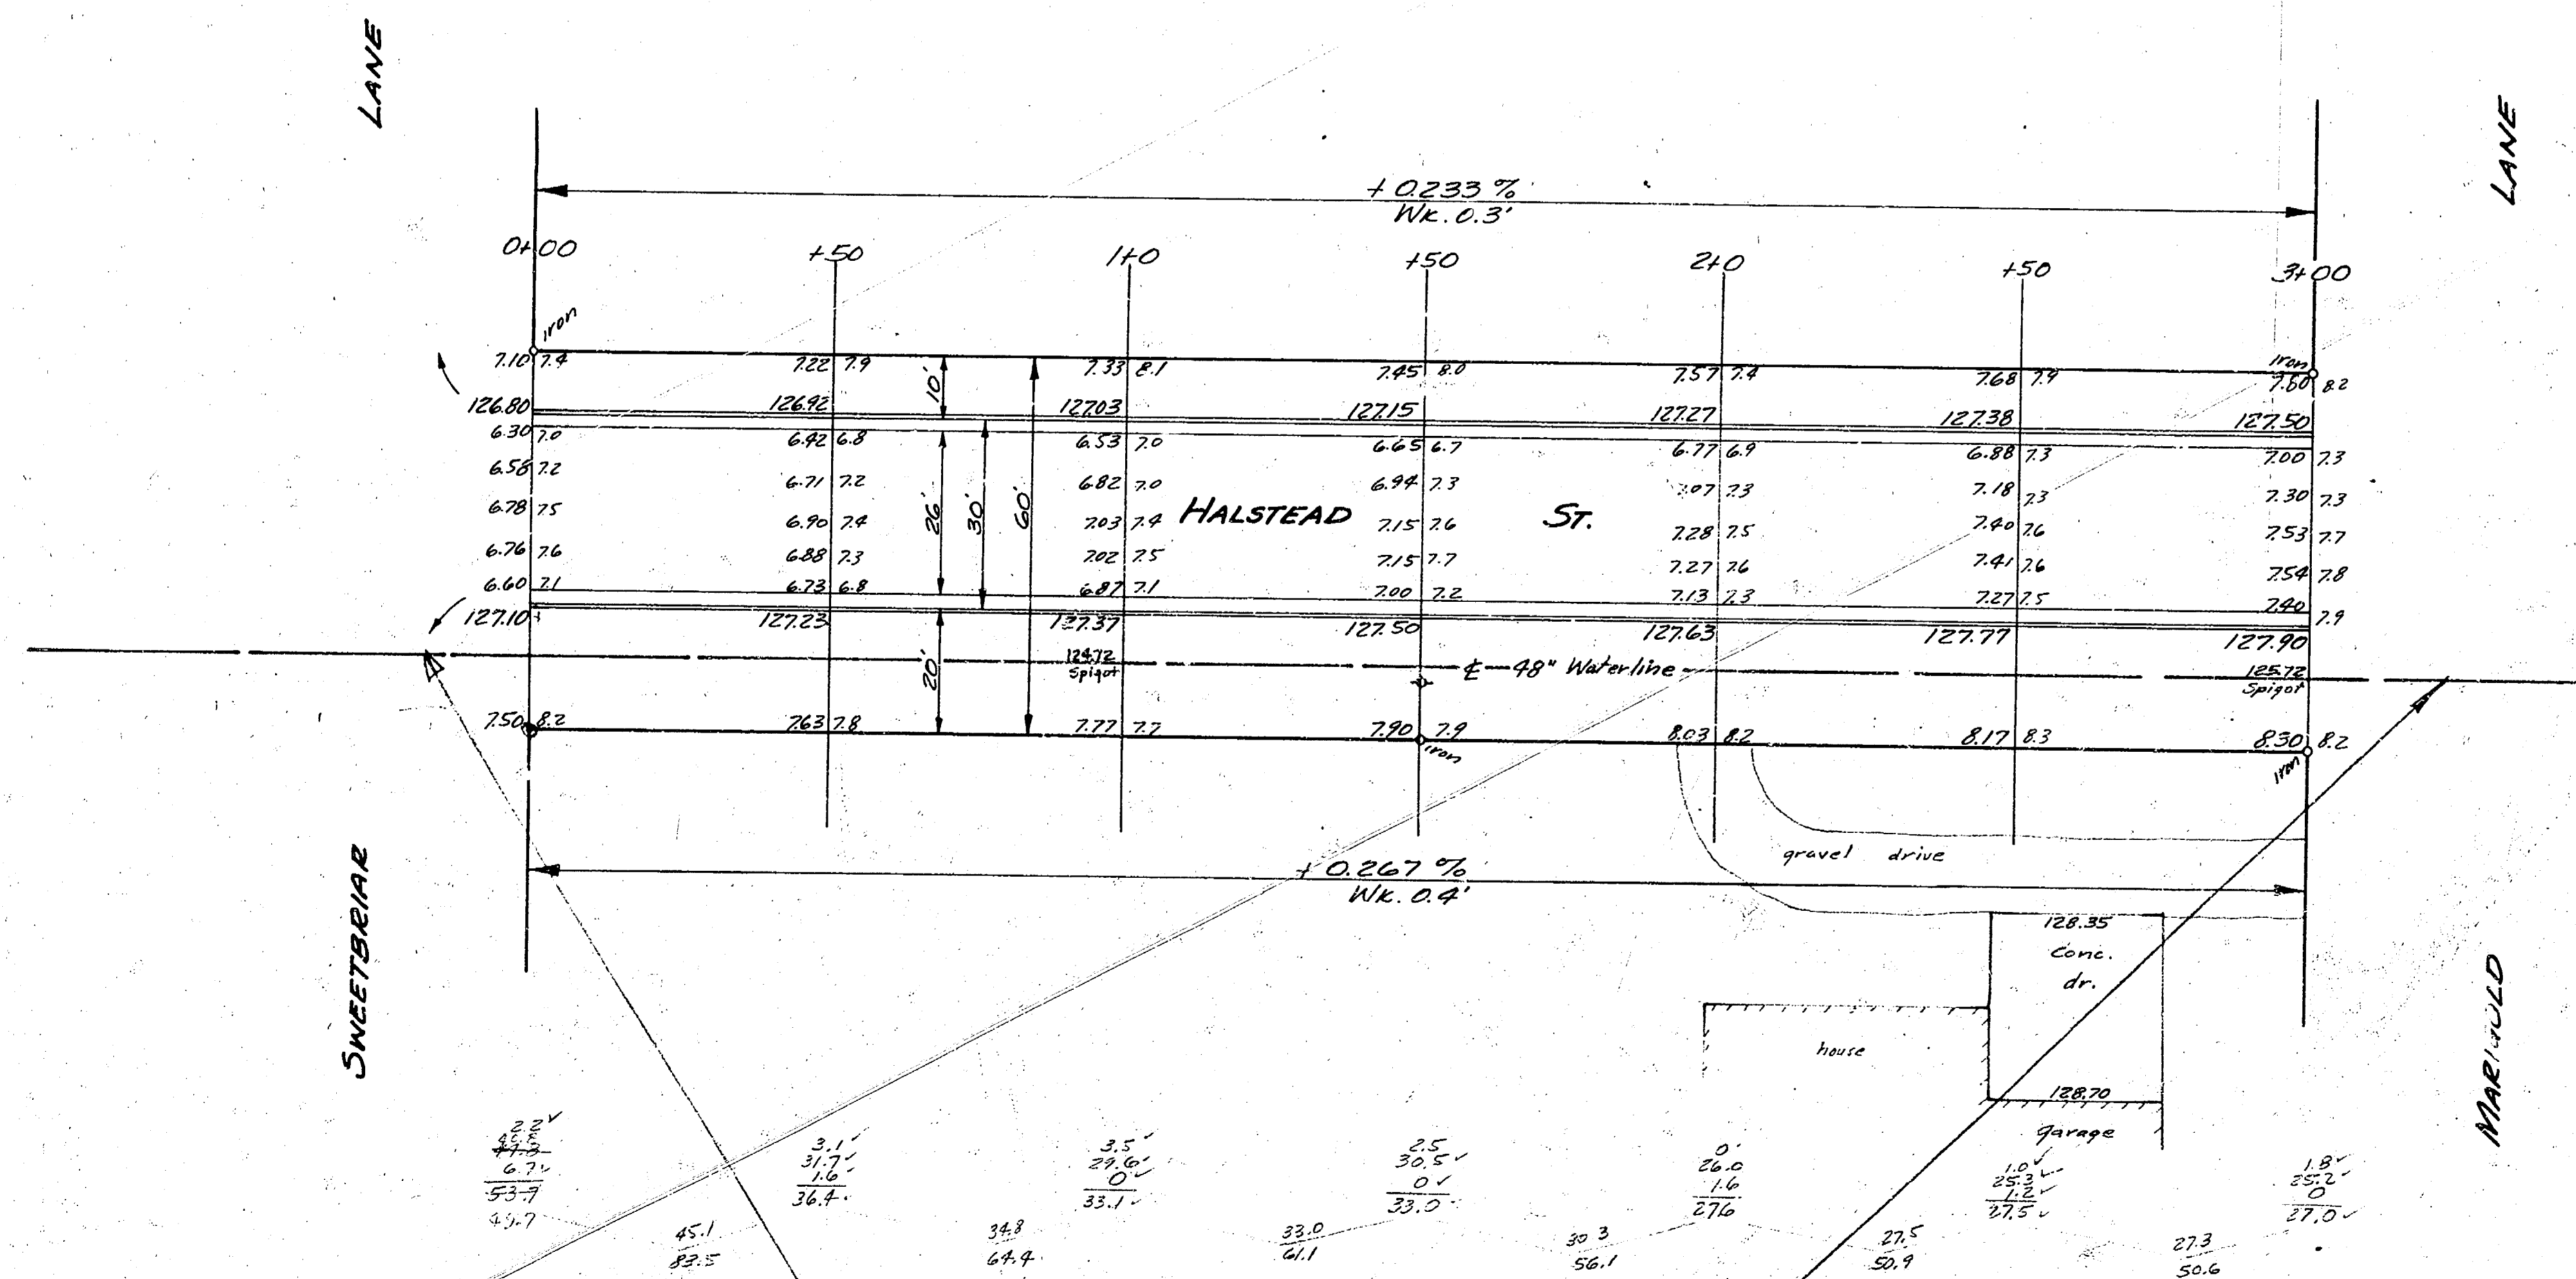 LANE
LANE
+ 0.233 %
Wk. 0.3'
0+00 +50 1+0 +50 2+0 +50 3+00
iron
iron
7.10 7.4 7.22 7.9 7.33 8.1 7.45 8.0 7.57 7.4 7.68 7.9 7.80 8.2
10'
126.80 126.92 127.03 127.15 127.27 127.38 127.50
6.30 7.0 6.42 6.8 6.53 7.0 6.65 6.7 6.77 6.9 6.88 7.3 7.00 7.3
6.58 7.2 6.71 7.2 6.82 7.0 6.94 7.3 7.07 7.3 7.18 7.3 7.30 7.3
26' 30' 60'
HALSTEAD ST.
6.78 7.5 6.90 7.4 7.03 7.4 7.15 7.6 7.28 7.5 7.40 7.6 7.53 7.7
6.76 7.6 6.88 7.3 7.02 7.5 7.15 7.7 7.27 7.6 7.41 7.6 7.54 7.8
6.60 7.1 6.73 6.8 6.87 7.1 7.00 7.2 7.13 7.3 7.27 7.5 7.40 7.9
127.10 127.23 127.37 127.50 127.63 127.77 127.90
20'
124.72
Spigot
℄ 48" Waterline
125.72
Spigot
7.50 8.2 7.63 7.8 7.77 7.7 7.90 7.9 8.03 8.2 8.17 8.3 8.30 8.2
iron
iron
gravel drive
+ 0.267 %
Wk. 0.4'
SWEETBRIAR
128.35
Conc.
dr.
house
128.70
garage
2.2✓ 3.1✓ 3.5✓ 2.5 0 1.0✓ 1.8✓
31.7✓ 29.6✓ 30.5✓ 26.0 25.3✓ 25.2✓
6.7✓ 1.6✓ 0✓ 0✓ 1.6 1.2✓ 0
53.9 36.4 33.1✓ 33.0 27.6 27.5✓ 27.0✓
45.1 34.8 33.0 30.3 27.5 27.3
83.5 64.4 61.1 56.1 50.9 50.6